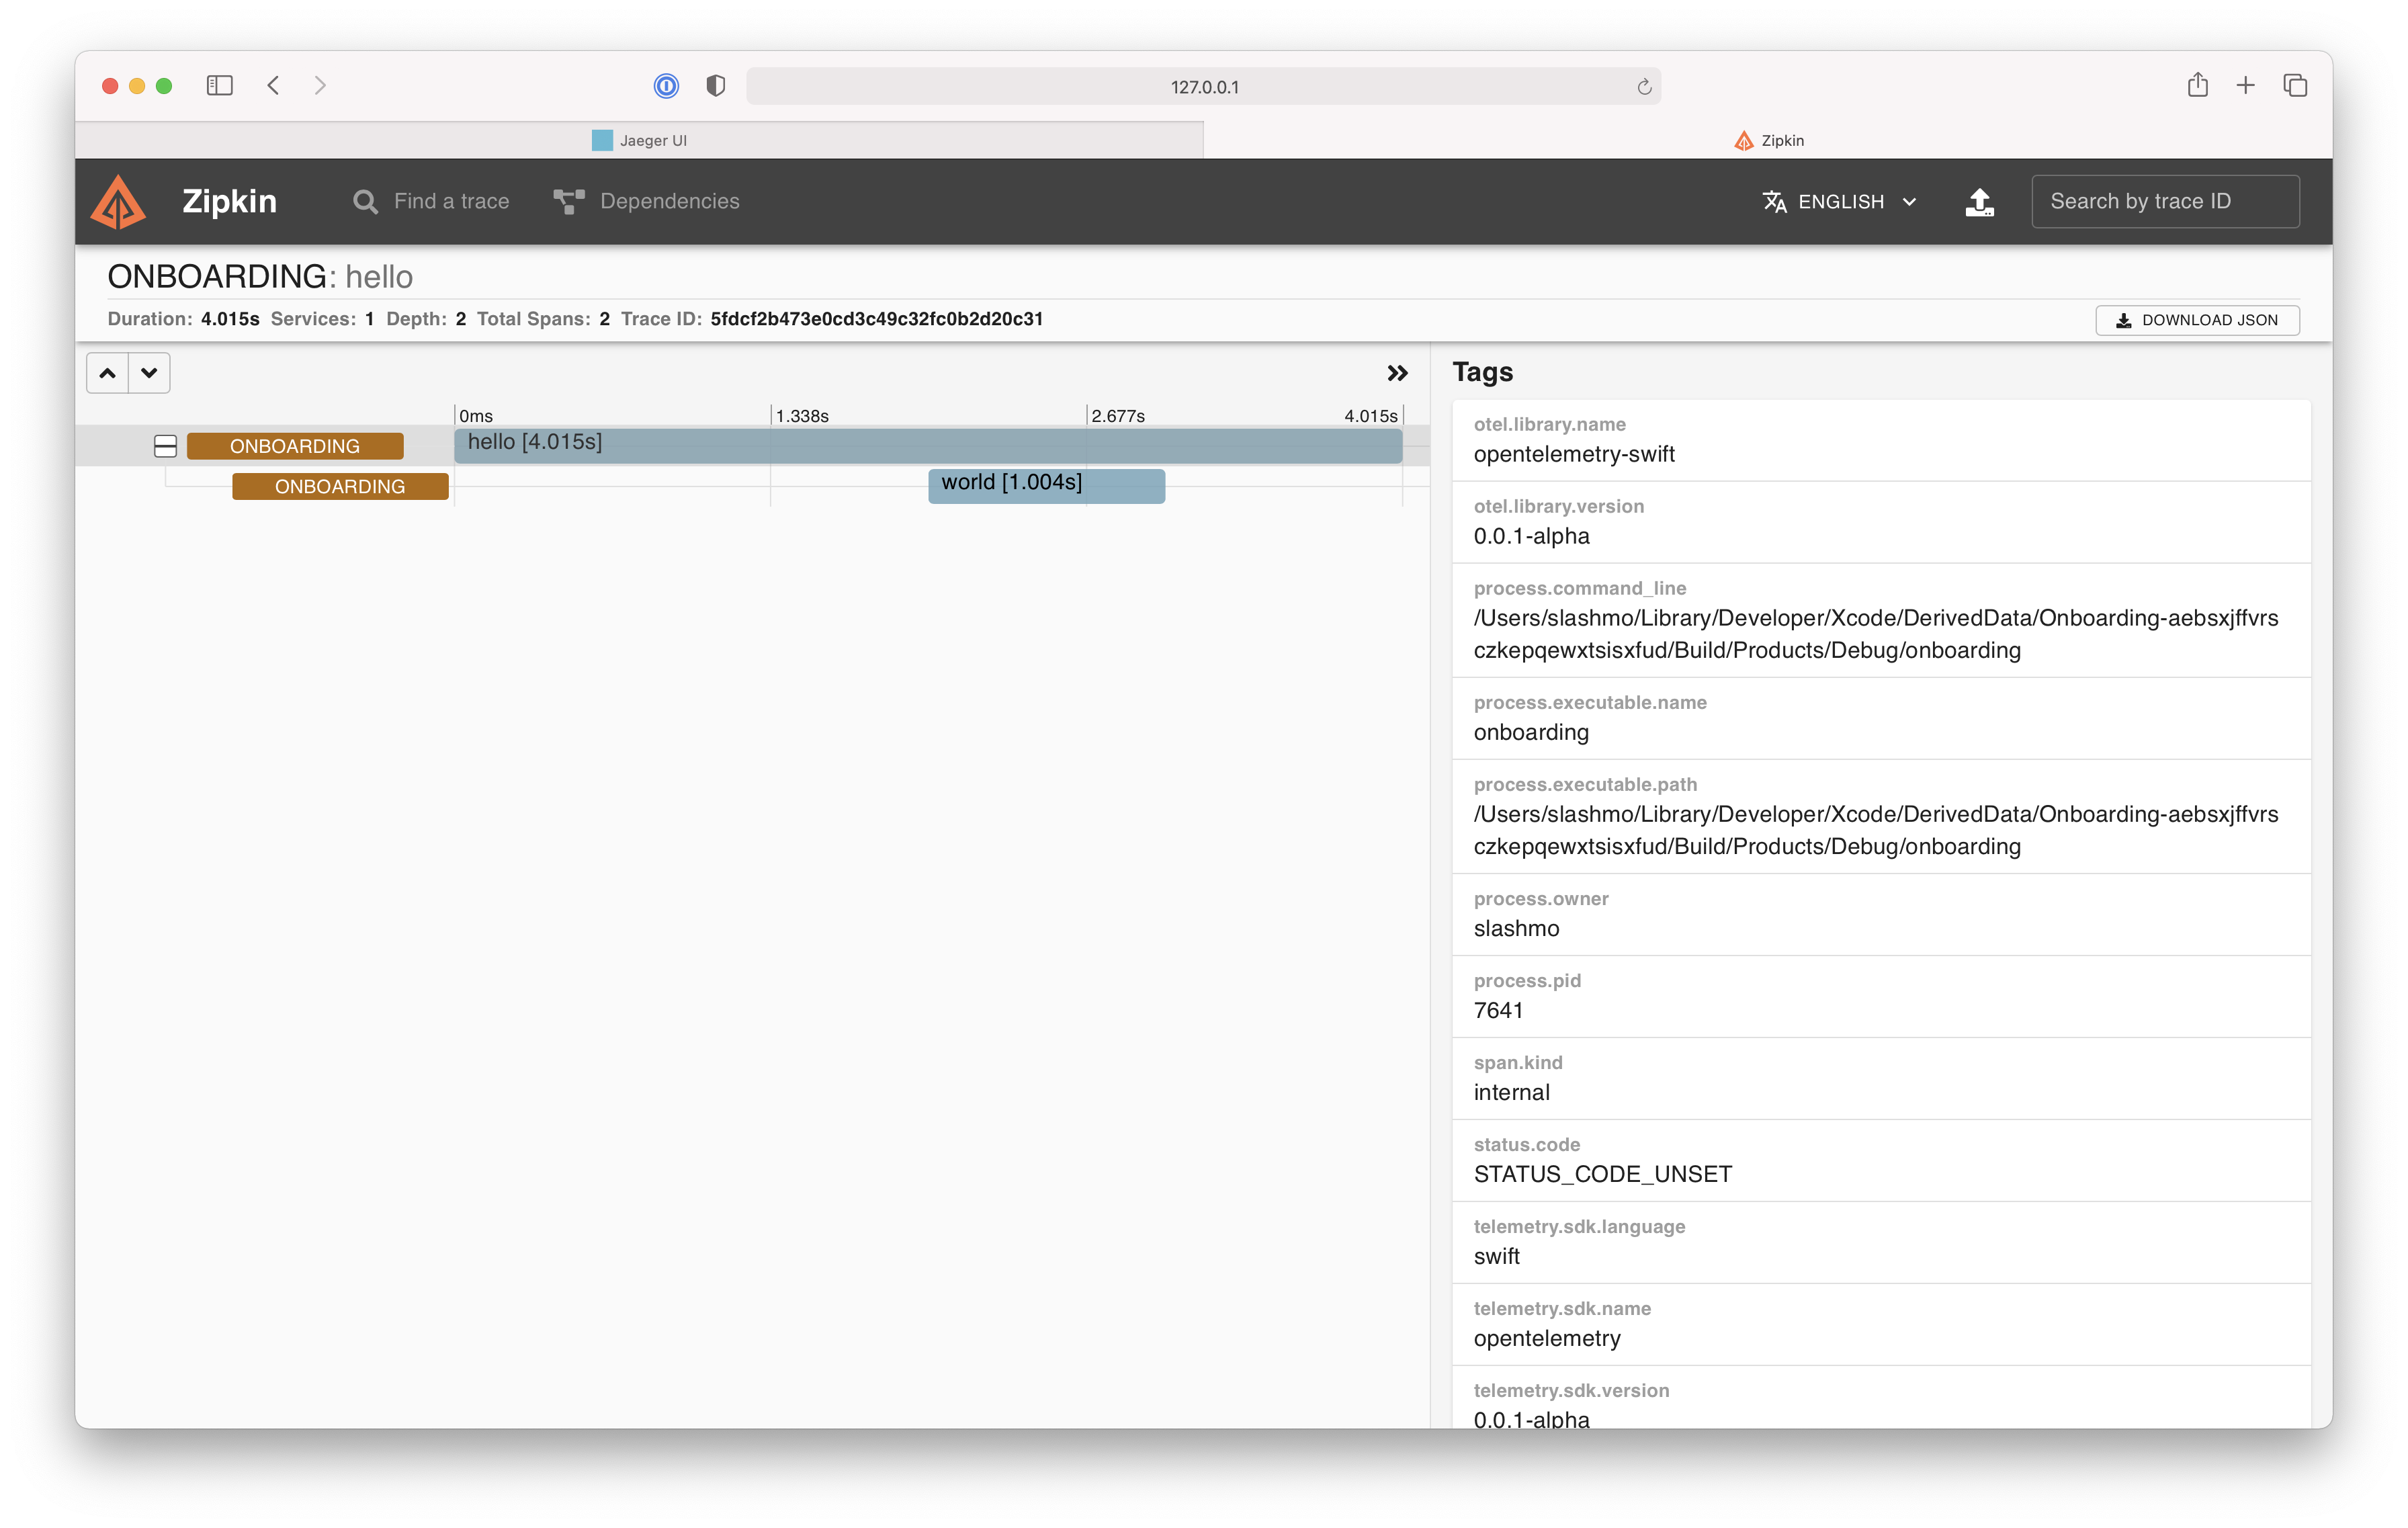 127.0.0.1
Jaeger UI
Zipkin
Zipkin
Find a trace
Dependencies
ENGLISH
Search by trace ID
ONBOARDING: hello
Duration: 4.015s Services: 1 Depth: 2 Total Spans: 2 Trace ID: 5fdcf2b473e0cd3c49c32fc0b2d20c31
DOWNLOAD JSON
0ms 1.338s 2.677s 4.015s
ONBOARDING hello [4.015s]
ONBOARDING world [1.004s]
Tags
otel.library.name
opentelemetry-swift
otel.library.version
0.0.1-alpha
process.command_line
/Users/slashmo/Library/Developer/Xcode/DerivedData/Onboarding-aebsxjffvrs
czkepqewxtsisxfud/Build/Products/Debug/onboarding
process.executable.name
onboarding
process.executable.path
/Users/slashmo/Library/Developer/Xcode/DerivedData/Onboarding-aebsxjffvrs
czkepqewxtsisxfud/Build/Products/Debug/onboarding
process.owner
slashmo
process.pid
7641
span.kind
internal
status.code
STATUS_CODE_UNSET
telemetry.sdk.language
swift
telemetry.sdk.name
opentelemetry
telemetry.sdk.version
0.0.1-alpha